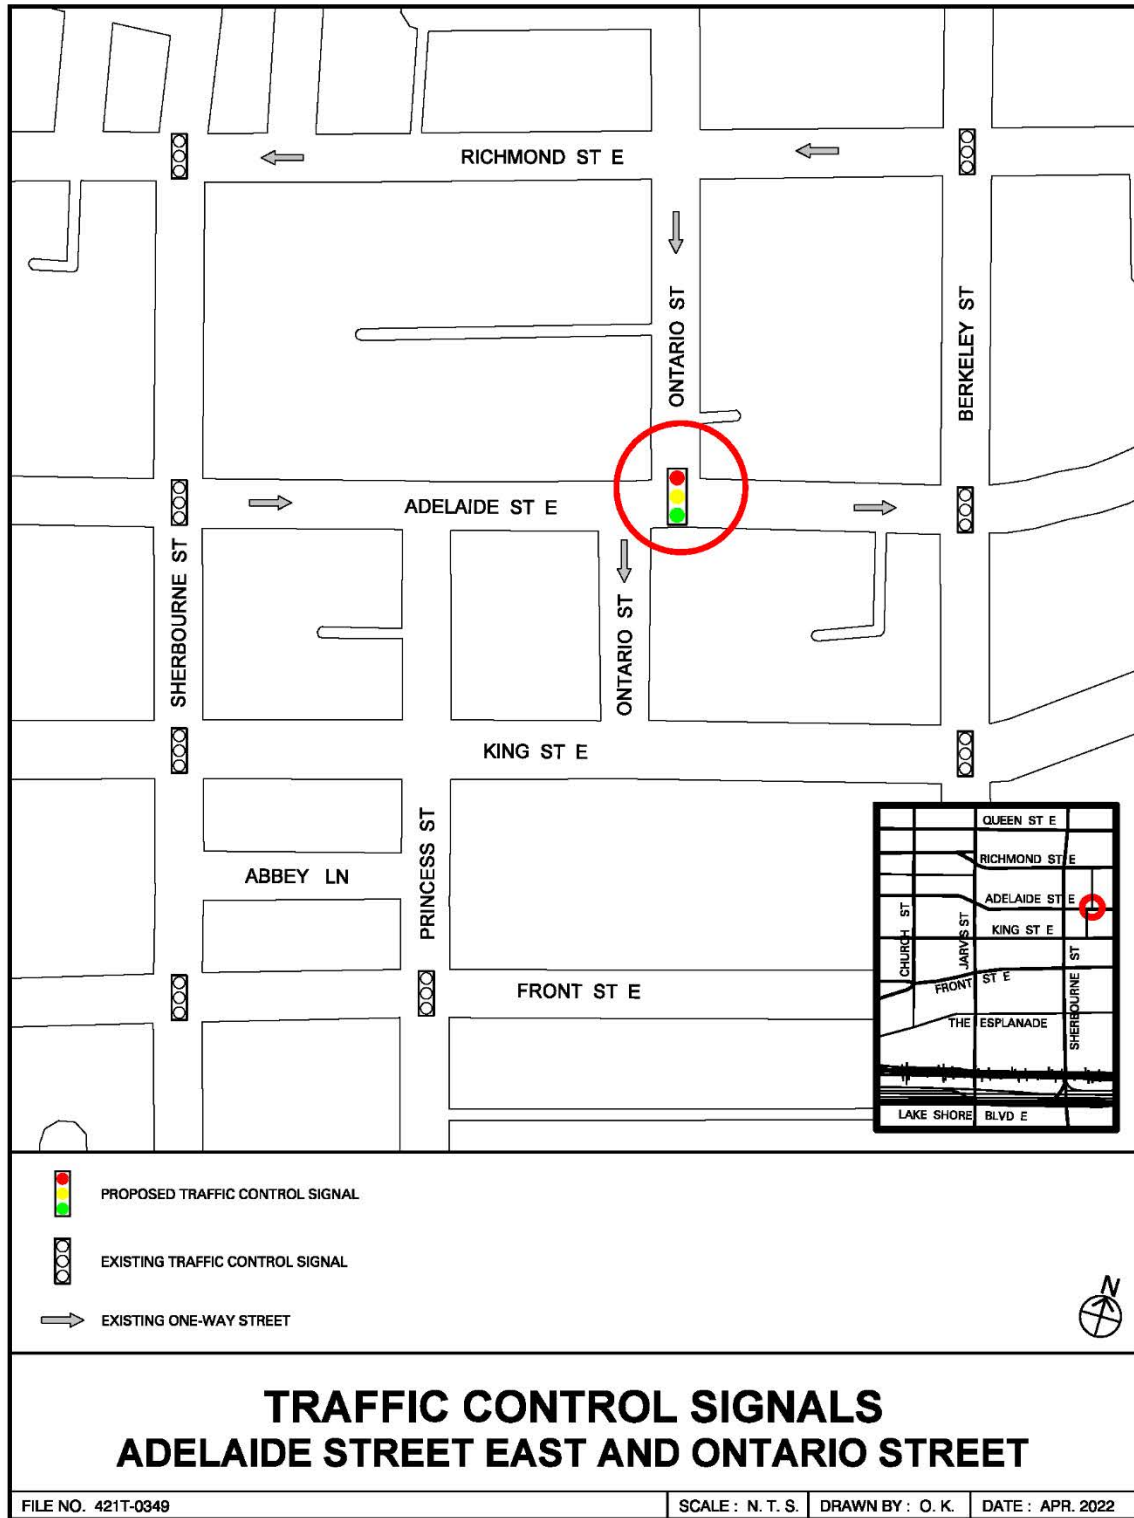 RICHMOND ST E
ONTARIO ST
BERKELEY ST
ADELAIDE ST E
SHERBOURNE ST
ONTARIO ST
KING ST E
PRINCESS ST
ABBEY LN
FRONT ST E
QUEEN ST E
RICHMOND ST E
ADELAIDE ST E
CHURCH ST
JARVIS ST
KING ST E
SHERBOURNE ST
FRONT ST E
THE ESPLANADE
LAKE SHORE BLVD E
PROPOSED TRAFFIC CONTROL SIGNAL
EXISTING TRAFFIC CONTROL SIGNAL
EXISTING ONE-WAY STREET
N
TRAFFIC CONTROL SIGNALS
ADELAIDE STREET EAST AND ONTARIO STREET
FILE NO. 421T-0349
SCALE : N. T. S.
DRAWN BY : O. K.
DATE : APR. 2022